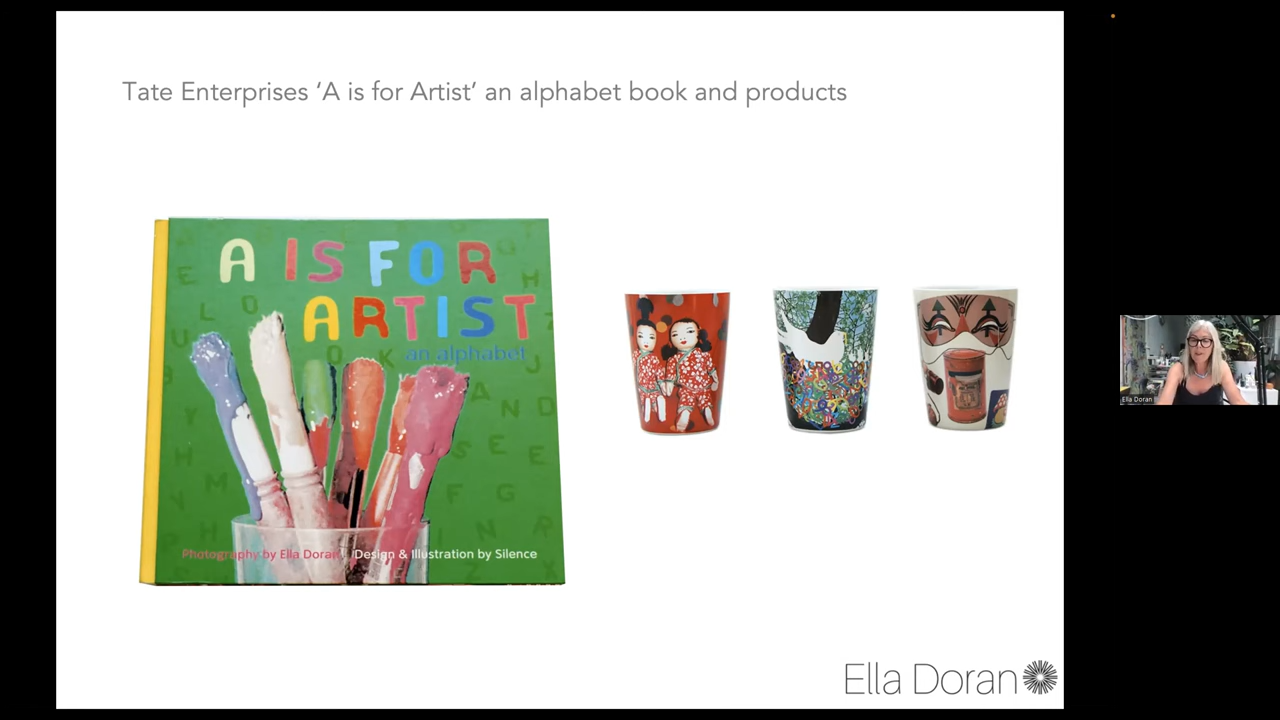 Tate Enterprises ‘A is for Artist’ an alphabet book and products
A IS FOR
ARTIST
an alphabet
Photography by Ella Doran
Design & Illustration by Silence
Ella Doran
Ella Doran